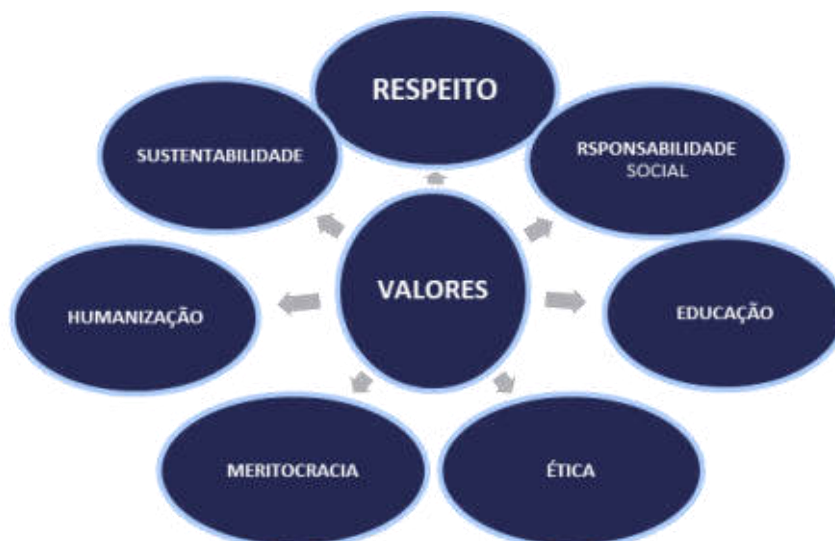 RESPEITO
SUSTENTABILIDADE
RSPONSABILIDADE
SOCIAL
VALORES
HUMANIZAÇÃO
EDUCAÇÃO
MERITOCRACIA
ÉTICA